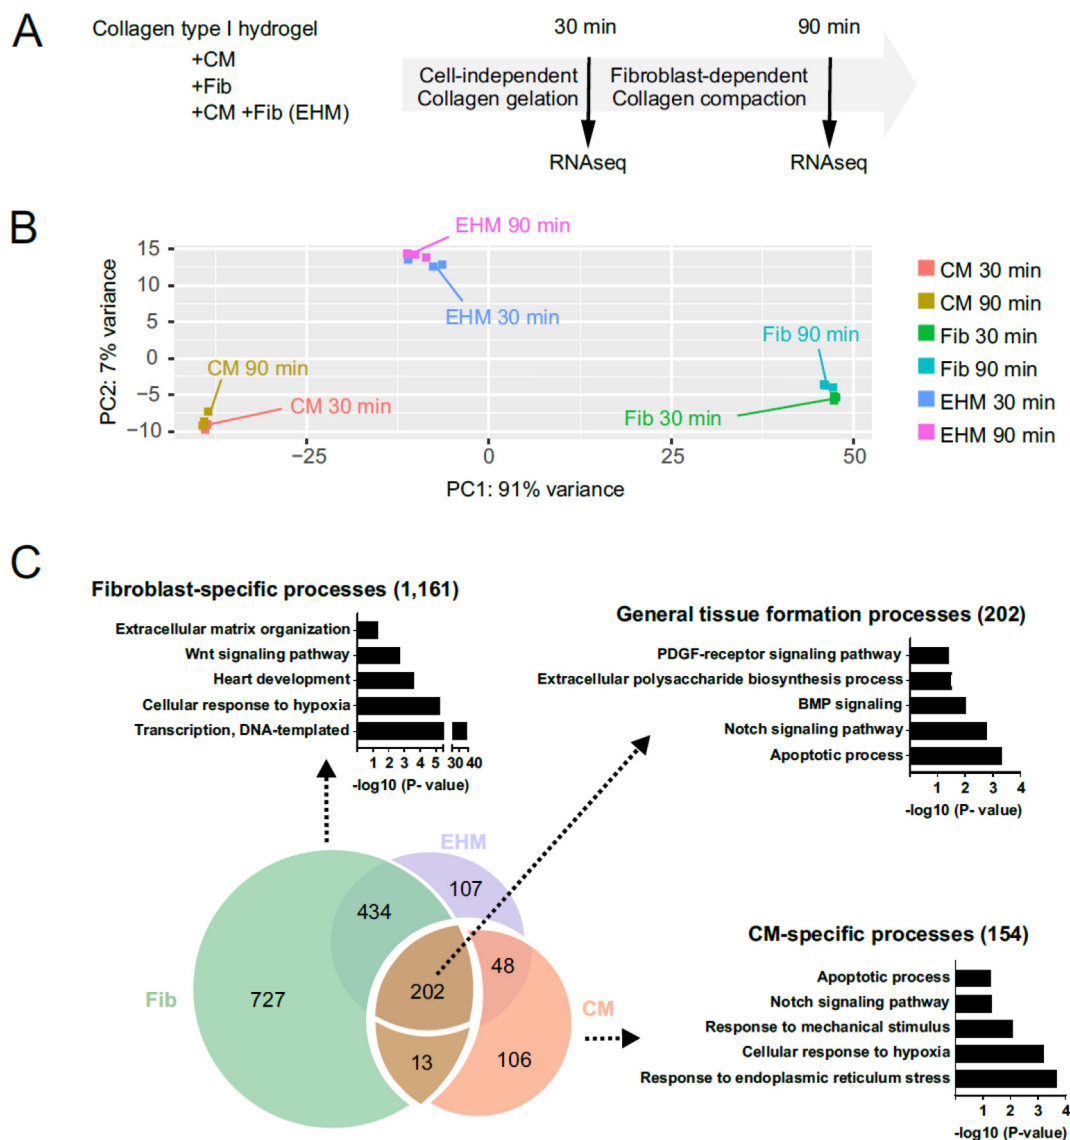 A
Collagen type I hydrogel
+CM
+Fib
+CM +Fib (EHM)
30 min
90 min
Cell-independent
Collagen gelation
Fibroblast-dependent
Collagen compaction
RNAseq
RNAseq
B
PC2: 7% variance
15
10
5
0
−5
−10
EHM 90 min
EHM 30 min
CM 90 min
CM 30 min
Fib 90 min
Fib 30 min
−25
0
25
50
PC1: 91% variance
CM 30 min
CM 90 min
Fib 30 min
Fib 90 min
EHM 30 min
EHM 90 min
C
Fibroblast-specific processes (1,161)
Extracellular matrix organization
Wnt signaling pathway
Heart development
Cellular response to hypoxia
Transcription, DNA-templated
1 2 3 4 5 30 40
-log10 (P- value)
General tissue formation processes (202)
PDGF-receptor signaling pathway
Extracellular polysaccharide biosynthesis process
BMP signaling
Notch signaling pathway
Apoptotic process
1 2 3 4
-log10 (P- value)
EHM
107
434
48
202
727
Fib
CM
13
106
CM-specific processes (154)
Apoptotic process
Notch signaling pathway
Response to mechanical stimulus
Cellular response to hypoxia
Response to endoplasmic reticulum stress
1 2 3 4
-log10 (P-value)